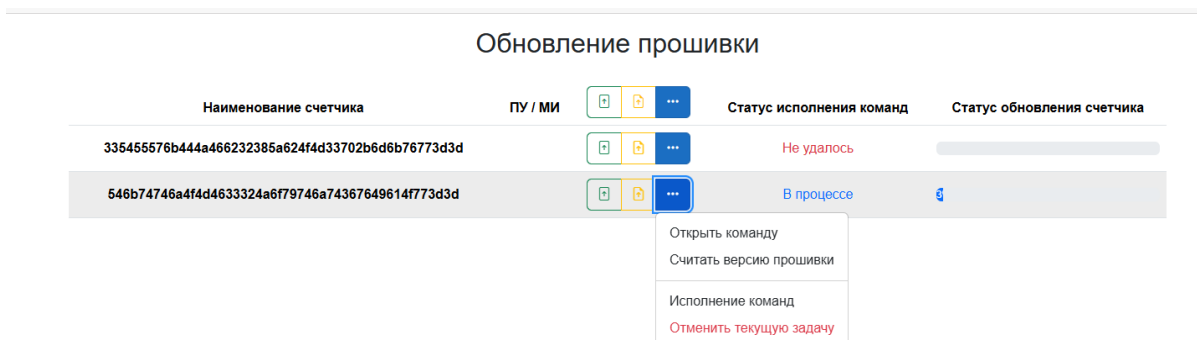 Обновление прошивки
Наименование счетчика ПУ / МИ Статус исполнения команд Статус обновления счетчика
335455576b444a466232385a624f4d33702b6d6b76773d3d Не удалось
546b74746a4f4d4633324a6f79746a74367649614f773d3d В процессе 3
Открыть команду
Считать версию прошивки
Исполнение команд
Отменить текущую задачу